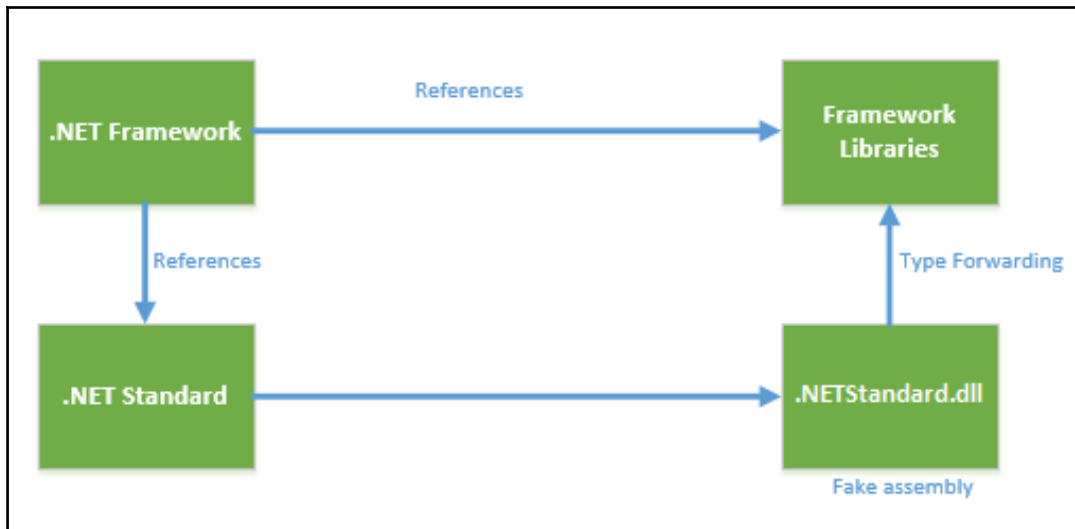 References
.NET Framework
Framework
Libraries
References
Type Forwarding
.NET Standard
.NETStandard.dll
Fake assembly